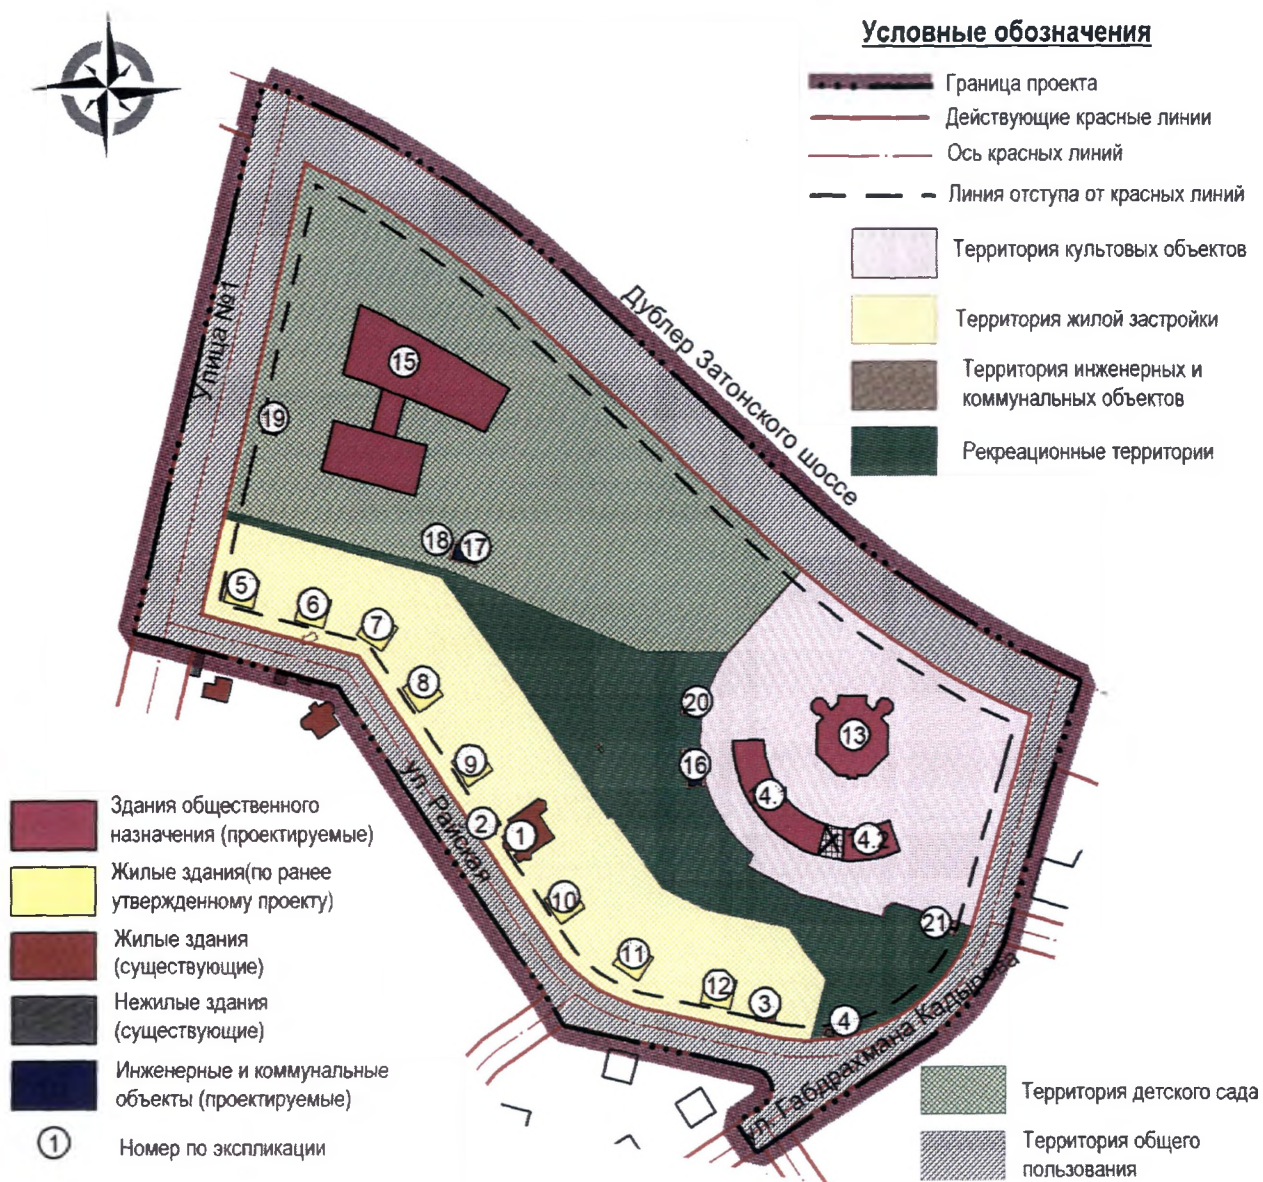 Условные обозначения
Граница проекта
Действующие красные линии
Ось красных линий
Линия отступа от красных линий
Территория культовых объектов
Территория жилой застройки
Территория инженерных и
коммунальных объектов
Рекреационные территории
Улица №1
Дублер Затонского шоссе
15
19
18
17
5
6
7
8
20
13
9
16
4.1
4.2
2
1
ул. Райская
10
21
11
12
3
4
ул. Габдрахмана Кадырова
Здания общественного
назначения (проектируемые)
Жилые здания(по ранее
утвержденному проекту)
Жилые здания
(существующие)
Нежилые здания
(существующие)
Инженерные и коммунальные
объекты (проектируемые)
1
Номер по экспликации
Территория детского сада
Территория общего
пользования